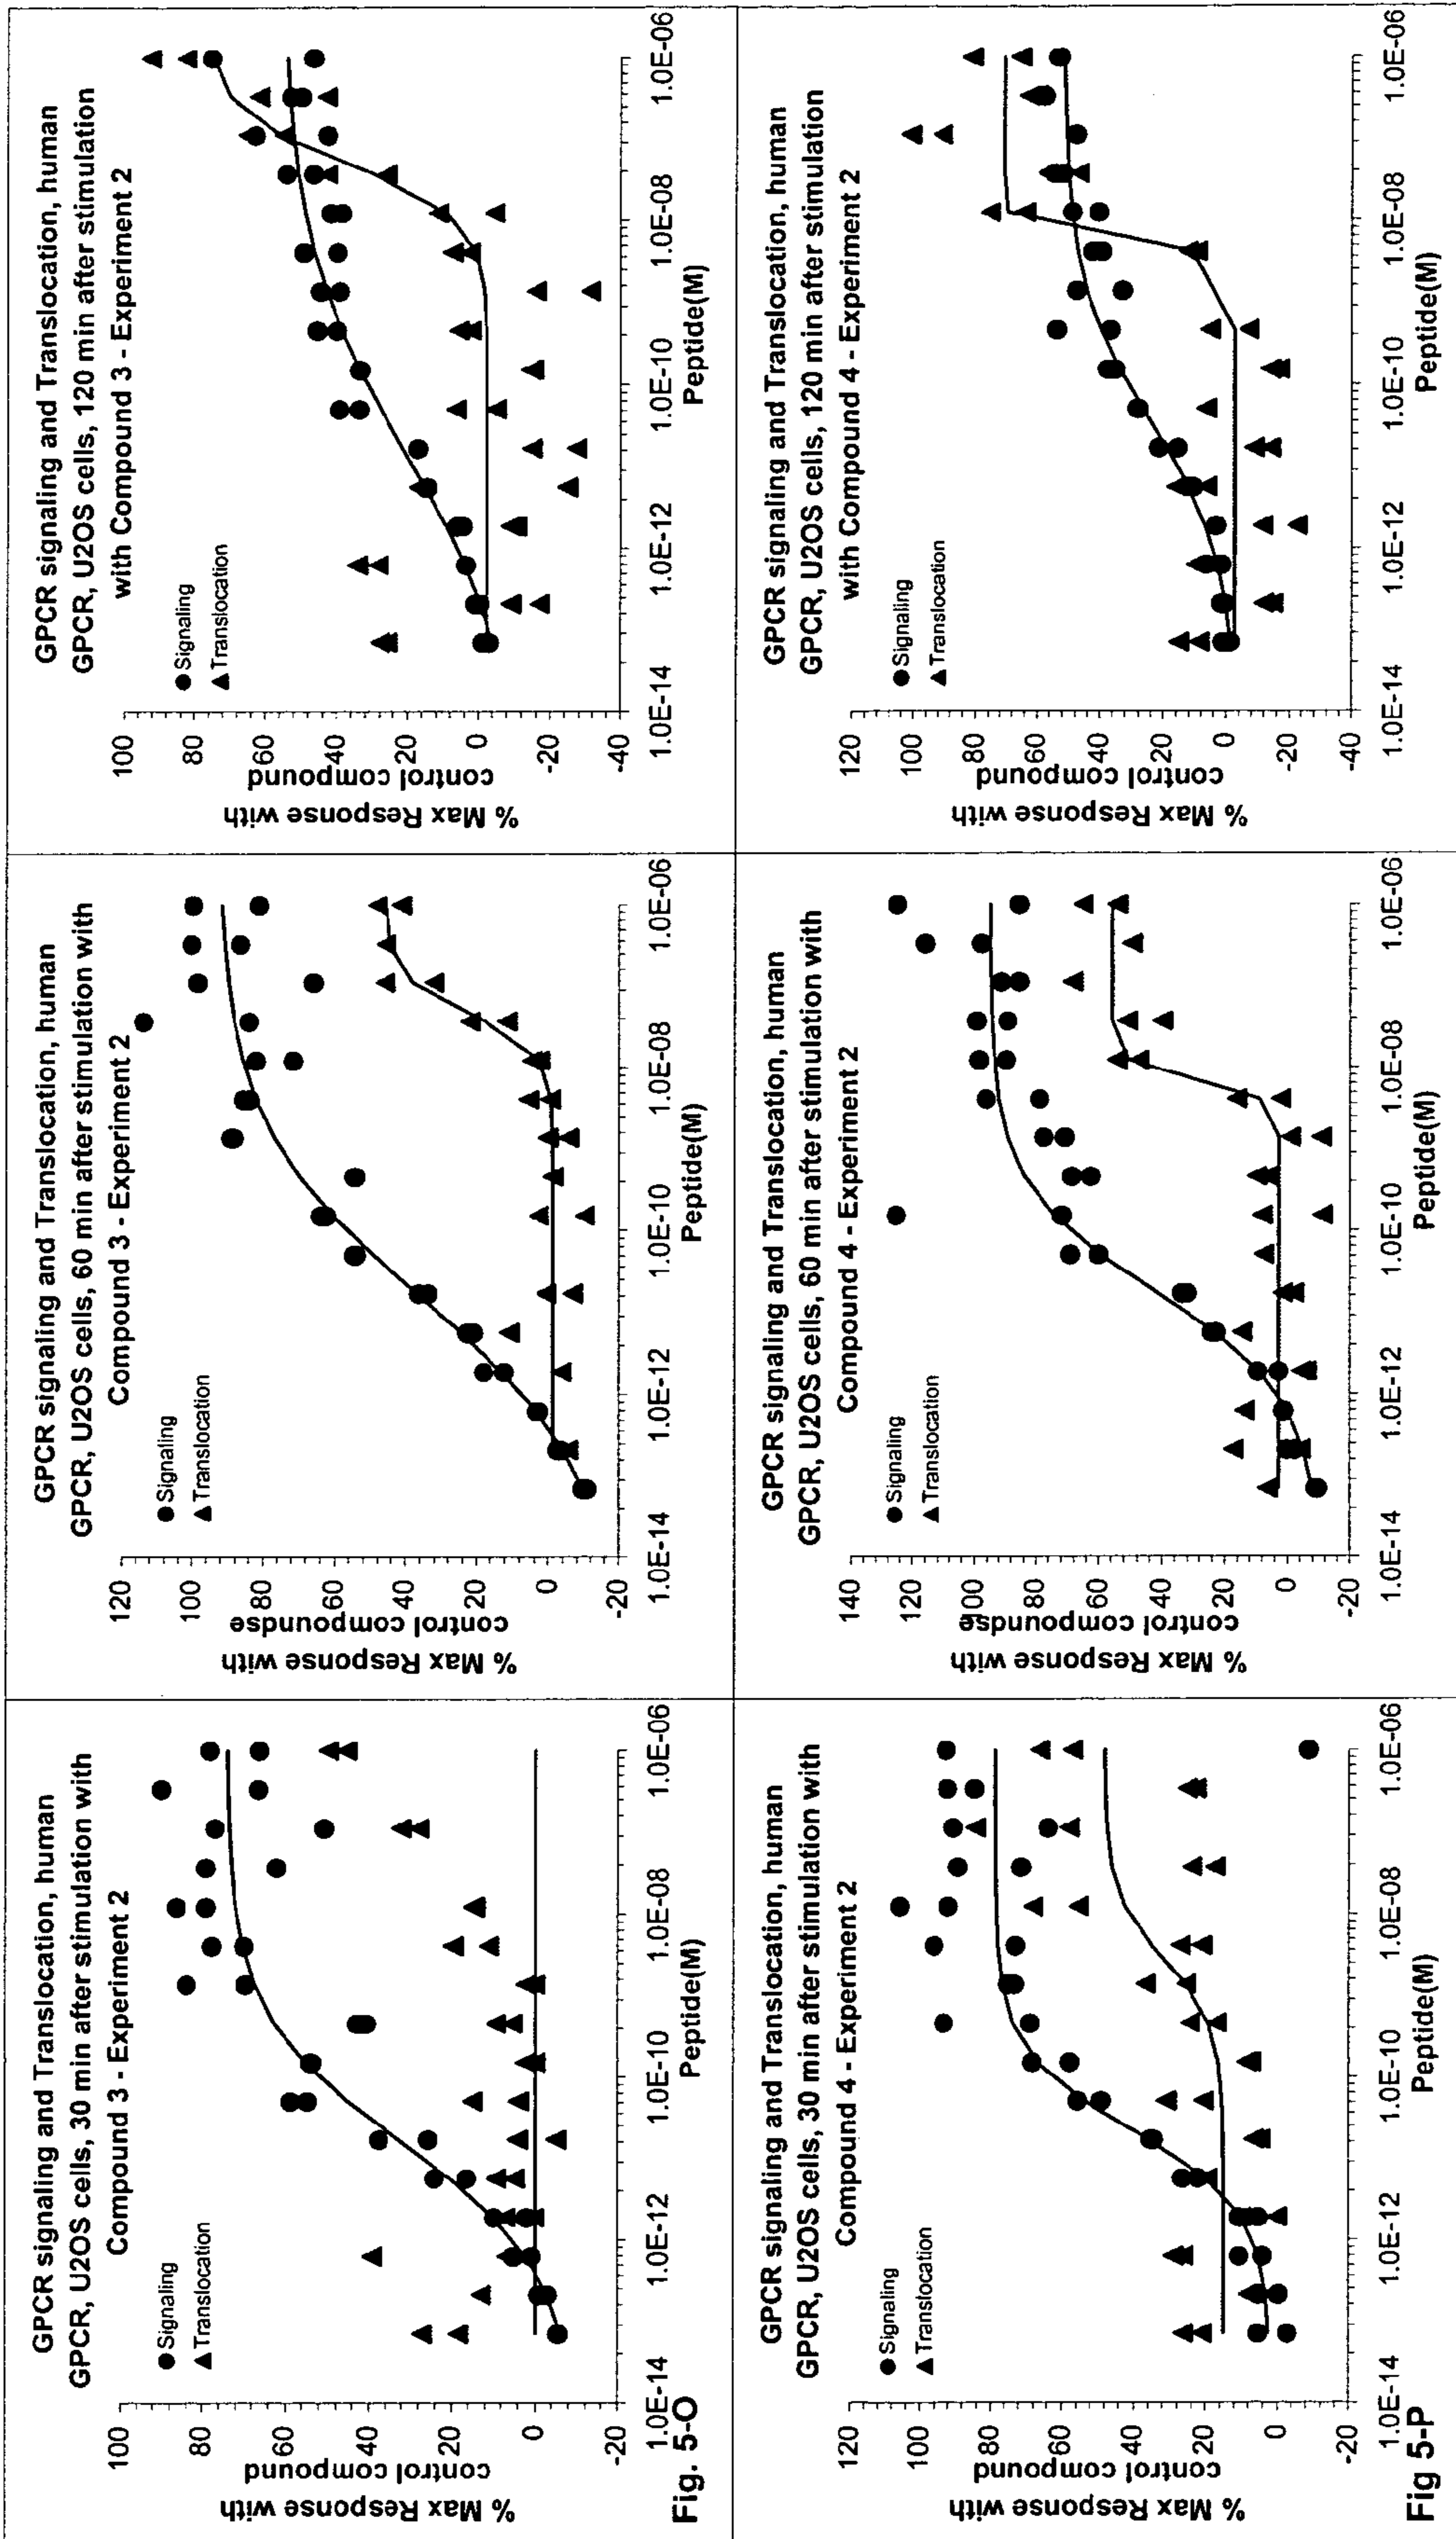 GPCR signaling and Translocation, human
GPCR, U2OS cells, 30 min after stimulation with
Compound 3 - Experiment 2
● Signaling
▲ Translocation
% Max Response with
control compound
100
80
60
40
20
0
-20
1.0E-14
1.0E-12
1.0E-10
1.0E-08
1.0E-06
Peptide(M)
Fig. 5-O
GPCR signaling and Translocation, human
GPCR, U2OS cells, 60 min after stimulation with
Compound 3 - Experiment 2
● Signaling
▲ Translocation
% Max Response with
control compoundse
120
100
80
60
40
20
0
-20
1.0E-14
1.0E-12
1.0E-10
1.0E-08
1.0E-06
Peptide(M)
GPCR signaling and Translocation, human
GPCR, U2OS cells, 120 min after stimulation
with Compound 3 - Experiment 2
● Signaling
▲ Translocation
% Max Response with
control compound
100
80
60
40
20
0
-20
-40
1.0E-14
1.0E-12
1.0E-10
1.0E-08
1.0E-06
Peptide(M)
GPCR signaling and Translocation, human
GPCR, U2OS cells, 30 min after stimulation with
Compound 4 - Experiment 2
● Signaling
▲ Translocation
% Max Response with
control compound
120
100
80
60
40
20
0
-20
1.0E-14
1.0E-12
1.0E-10
1.0E-08
1.0E-06
Peptide(M)
Fig 5-P
GPCR signaling and Translocation, human
GPCR, U2OS cells, 60 min after stimulation with
Compound 4 - Experiment 2
● Signaling
▲ Translocation
% Max Response with
control compoundse
140
120
100
80
60
40
20
0
-20
1.0E-14
1.0E-12
1.0E-10
1.0E-08
1.0E-06
Peptide(M)
GPCR signaling and Translocation, human
GPCR, U2OS cells, 120 min after stimulation
with Compound 4 - Experiment 2
● Signaling
▲ Translocation
% Max Response with
control compound
120
100
80
60
40
20
0
-20
-40
1.0E-14
1.0E-12
1.0E-10
1.0E-08
1.0E-06
Peptide(M)